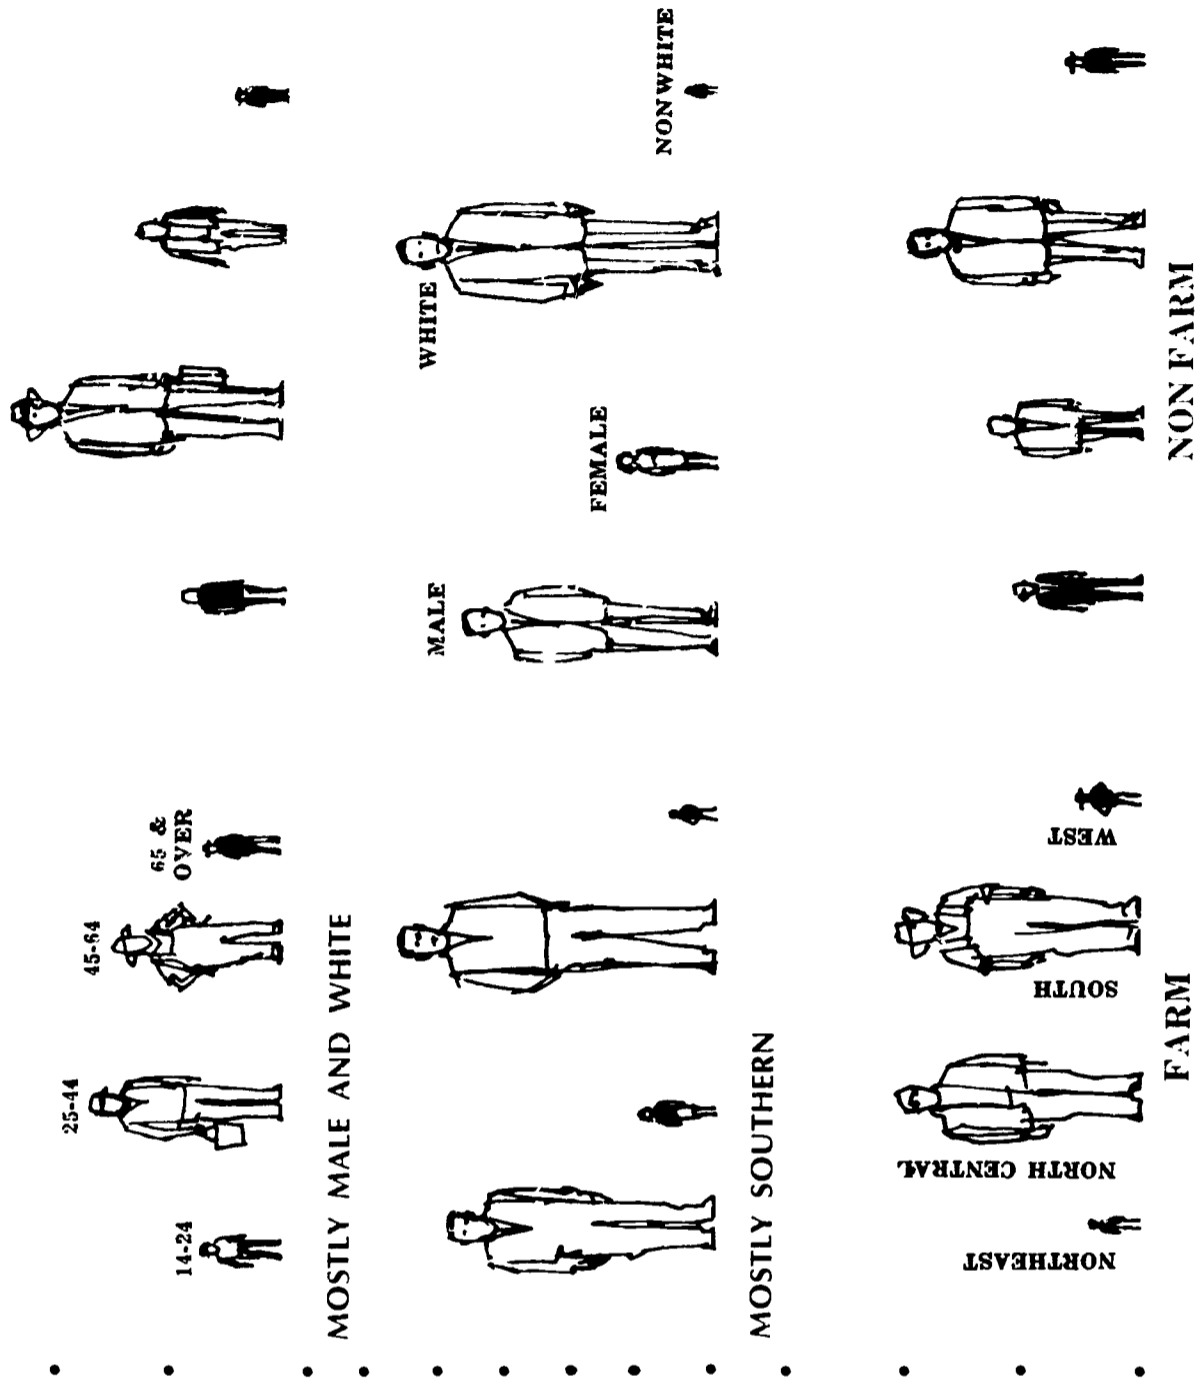 14-24
25-44
45-64
65 &
OVER
MOSTLY MALE AND WHITE
MALE
FEMALE
WHITE
NONWHITE
MOSTLY SOUTHERN
NORTHEAST
NORTH CENTRAL
SOUTH
WEST
FARM
NON FARM